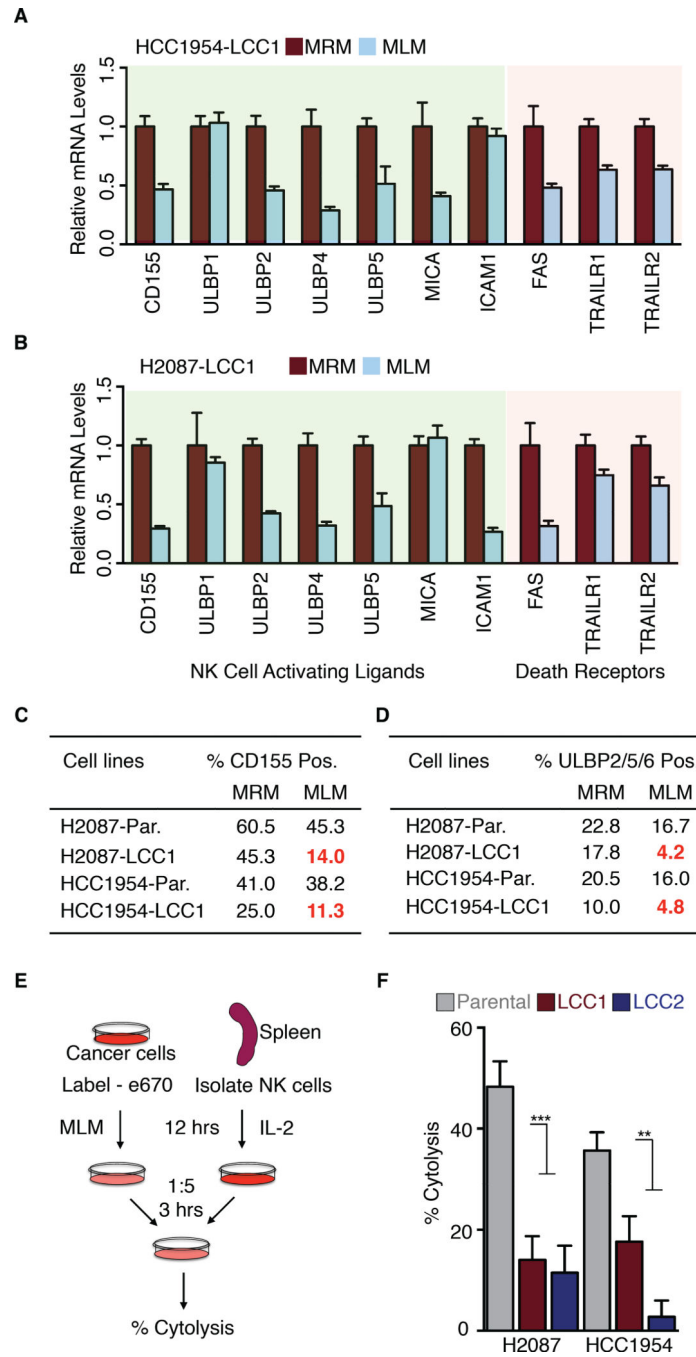 A
HCC1954-LCC1 MRM MLM
Relative mRNA Levels
1.5
1.0
0.5
0.0
CD155 ULBP1 ULBP2 ULBP4 ULBP5 MICA ICAM1 FAS TRAILR1 TRAILR2
B
H2087-LCC1 MRM MLM
Relative mRNA Levels
1.5
1.0
0.5
0.0
CD155 ULBP1 ULBP2 ULBP4 ULBP5 MICA ICAM1 FAS TRAILR1 TRAILR2
NK Cell Activating Ligands Death Receptors
C
Cell lines % CD155 Pos.
MRM MLM
H2087-Par. 60.5 45.3
H2087-LCC1 45.3 14.0
HCC1954-Par. 41.0 38.2
HCC1954-LCC1 25.0 11.3
D
Cell lines % ULBP2/5/6 Pos
MRM MLM
H2087-Par. 22.8 16.7
H2087-LCC1 17.8 4.2
HCC1954-Par. 20.5 16.0
HCC1954-LCC1 10.0 4.8
E
Spleen
Cancer cells
Label - e670 Isolate NK cells
MLM 12 hrs IL-2
1:5
3 hrs
% Cytolysis
F
Parental LCC1 LCC2
% Cytolysis
60
40
20
0
*** **
H2087 HCC1954